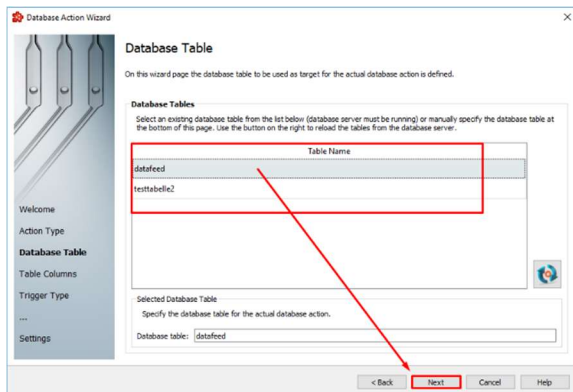 Database Action Wizard
Database Table
On this wizard page the database table to be used as target for the actual database action is defined.
Database Tables
Select an existing database table from the list below (database server must be running) or manually specify the database table at
the bottom of this page. Use the button on the right to reload the tables from the database server.
Table Name
datafeed
testtabelle2
Welcome
Action Type
Database Table
Table Columns
Trigger Type
...
Settings
Selected Database Table
Specify the database table for the actual database action.
Database table: datafeed
< Back
Next
Cancel
Help